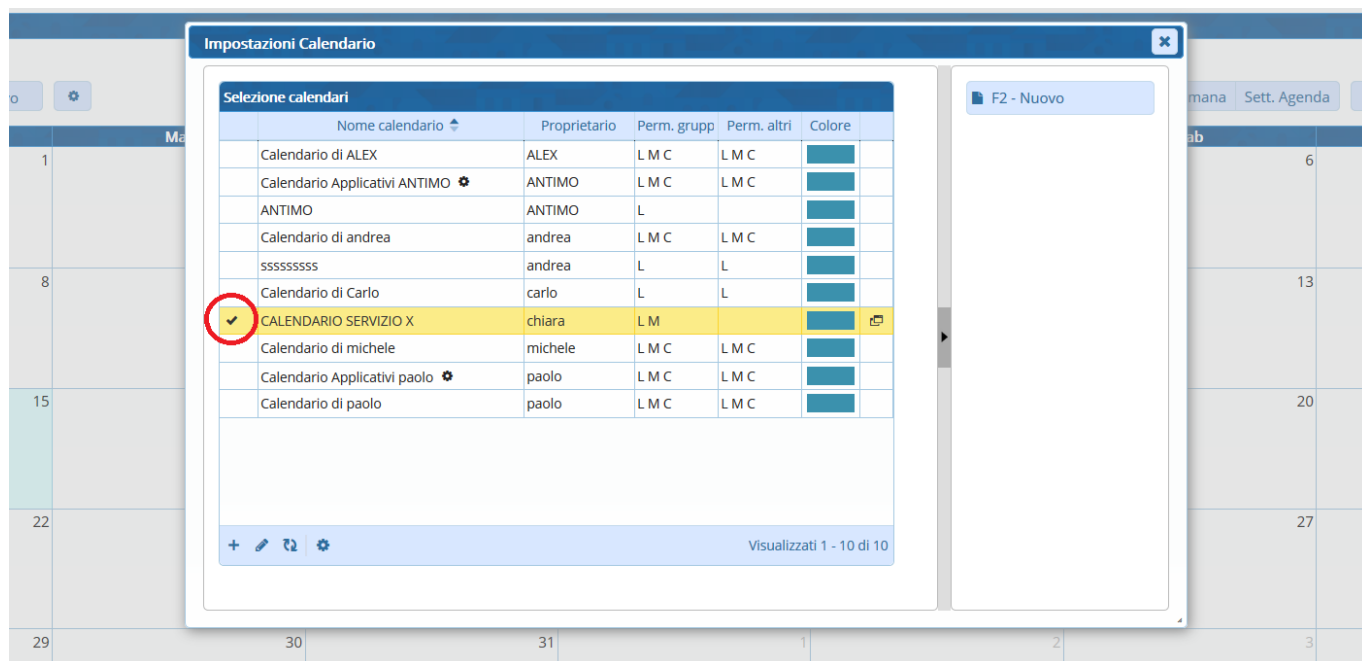 Impostazioni Calendario
Selezione calendari
Nome calendario Proprietario Perm. grupp Perm. altri Colore
Calendario di ALEX ALEX L M C L M C
Calendario Applicativi ANTIMO ANTIMO L M C L M C
ANTIMO ANTIMO L
Calendario di andrea andrea L M C L M C
sssssssss andrea L L
Calendario di Carlo carlo L L
CALENDARIO SERVIZIO X chiara L M
Calendario di michele michele L M C L M C
Calendario Applicativi paolo paolo L M C L M C
Calendario di paolo paolo L M C L M C
Visualizzati 1 - 10 di 10
F2 - Nuovo
vo
mana Sett. Agenda
Ma
ab
1 6
8 13
15 20
22 27
29 30 31 1 2 3